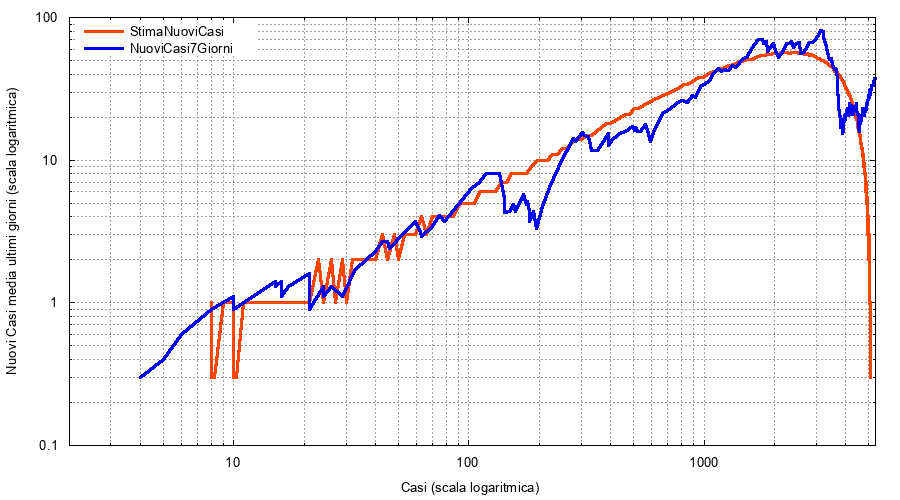 StimaNuoviCasi
NuoviCasi7Giorni
Nuovi Casi media ultimi giorni (scala logaritmica)
100
10
1
0.1
10
100
1000
Casi (scala logaritmica)